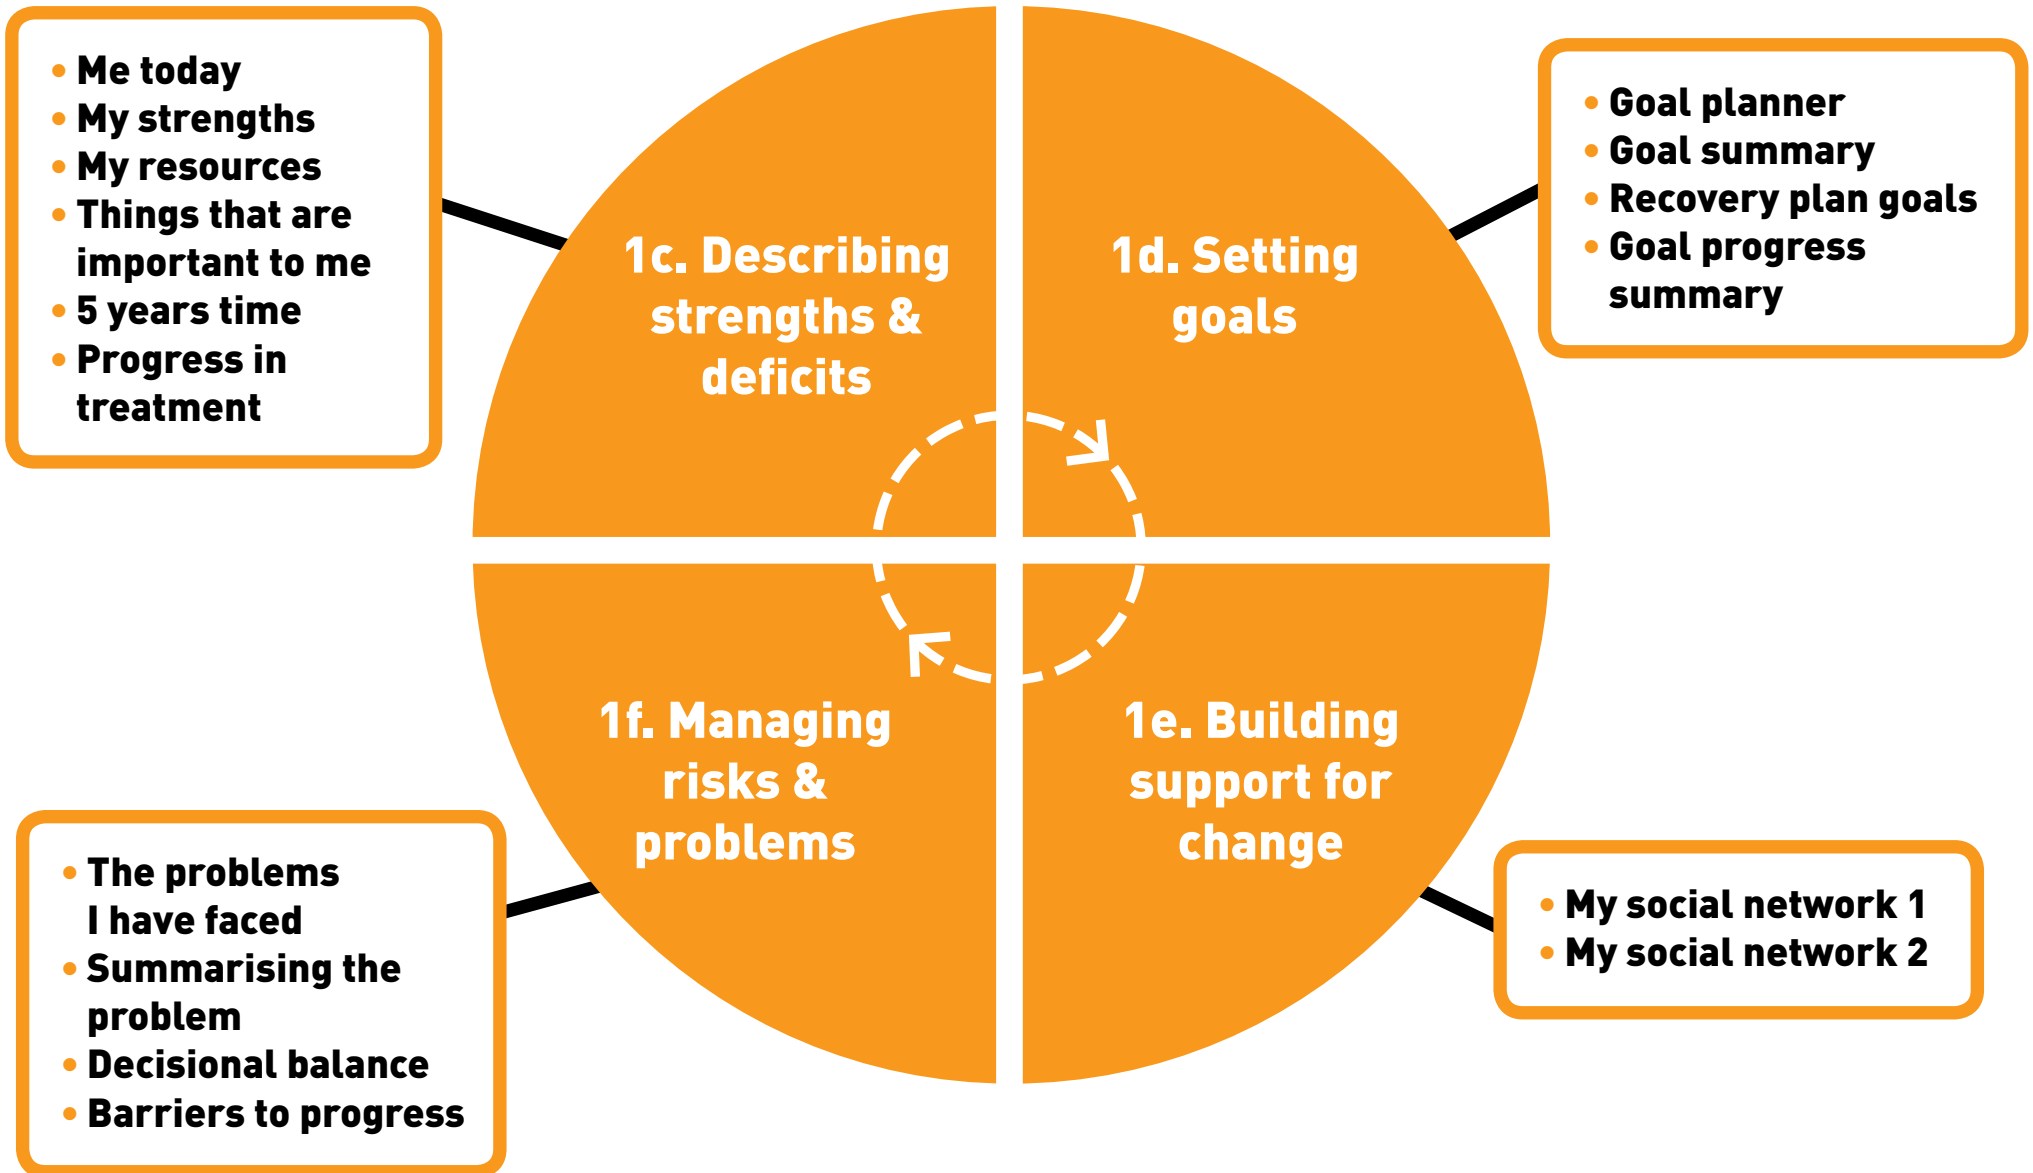 • Me today
• My strengths
• My resources
• Things that are
important to me
• 5 years time
• Progress in
treatment
1c. Describing
strengths &
deficits
1d. Setting
goals
• Goal planner
• Goal summary
• Recovery plan goals
• Goal progress
summary
1f. Managing
risks &
problems
1e. Building
support for
change
• The problems
I have faced
• Summarising the
problem
• Decisional balance
• Barriers to progress
• My social network 1
• My social network 2